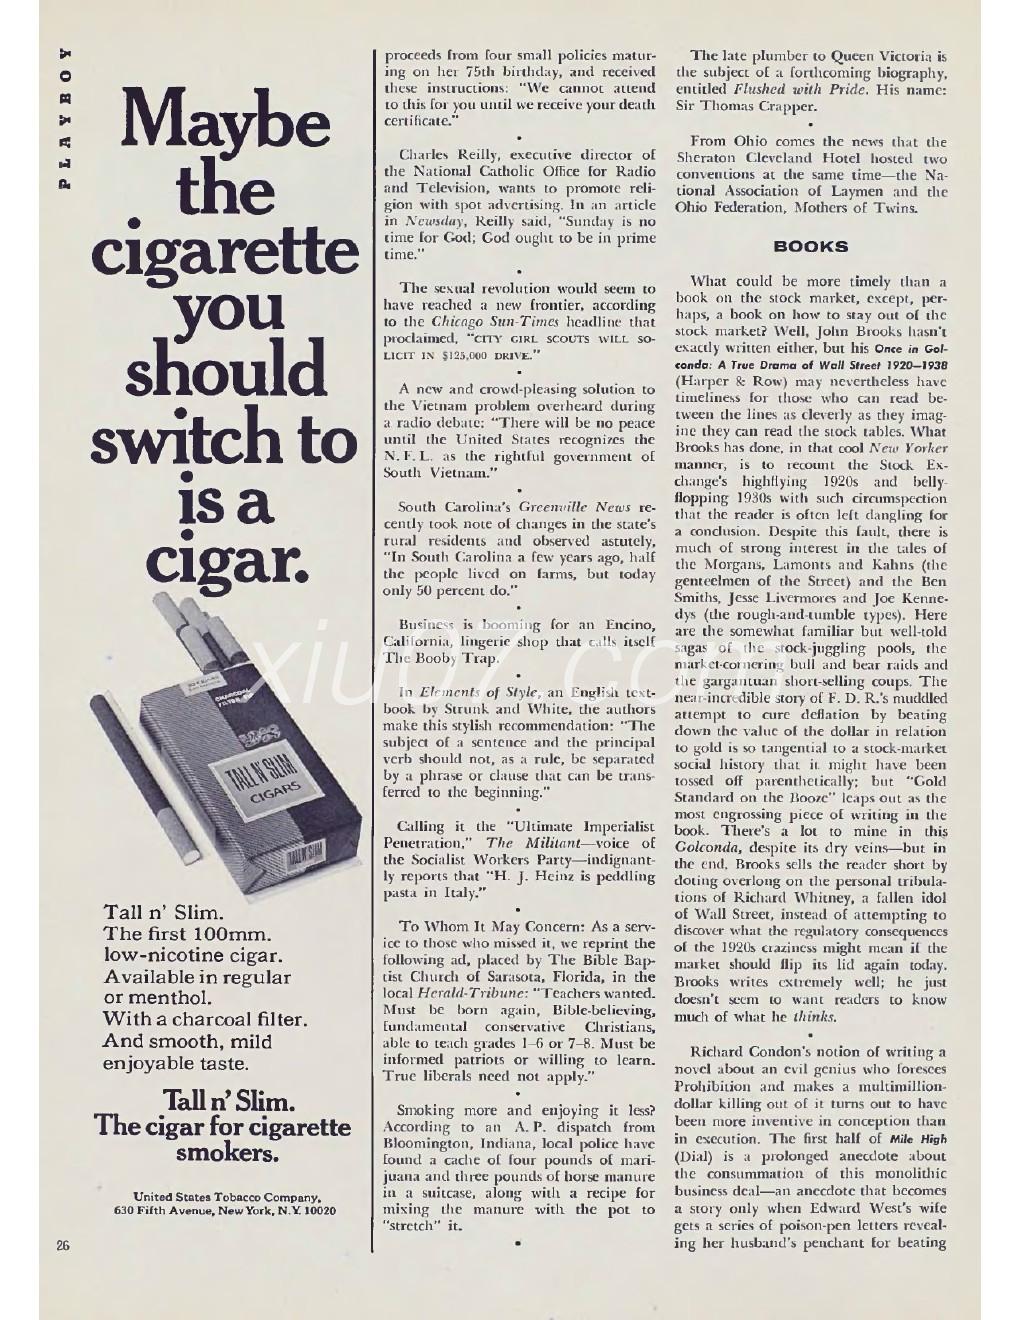 PLAYBOY
Maybe
the
cigarette
you
should
switch to
is a
cigar.
CHARCOAL
FILTER TIP
TALL N' SLIM
CIGARS
TALL N' SLIM
Tall n' Slim.
The first 100mm.
low-nicotine cigar.
Available in regular
or menthol.
With a charcoal filter.
And smooth, mild
enjoyable taste.
Tall n' Slim.
The cigar for cigarette
smokers.
United States Tobacco Company,
630 Fifth Avenue, New York, N.Y. 10020
26
proceeds from four small policies matur-
ing on her 75th birthday, and received
these instructions: "We cannot attend
to this for you until we receive your death
certificate."
•
Charles Reilly, executive director of
the National Catholic Office for Radio
and Television, wants to promote reli-
gion with spot advertising. In an article
in Newsday, Reilly said, "Sunday is no
time for God; God ought to be in prime
time."
•
The sexual revolution would seem to
have reached a new frontier, according
to the Chicago Sun-Times headline that
proclaimed, "CITY GIRL SCOUTS WILL SO-
LICIT IN $125,000 DRIVE."
•
A new and crowd-pleasing solution to
the Vietnam problem overheard during
a radio debate: "There will be no peace
until the United States recognizes the
N. F. L. as the rightful government of
South Vietnam."
•
South Carolina's Greenville News re-
cently took note of changes in the state's
rural residents and observed astutely,
"In South Carolina a few years ago, half
the people lived on farms, but today
only 50 percent do."
•
Business is booming for an Encino,
California, lingerie shop that calls itself
The Booby Trap.
•
In Elements of Style, an English text-
book by Strunk and White, the authors
make this stylish recommendation: "The
subject of a sentence and the principal
verb should not, as a rule, be separated
by a phrase or clause that can be trans-
ferred to the beginning."
•
Calling it the "Ultimate Imperialist
Penetration," The Militant—voice of
the Socialist Workers Party—indignant-
ly reports that "H. J. Heinz is peddling
pasta in Italy."
•
To Whom It May Concern: As a serv-
ice to those who missed it, we reprint the
following ad, placed by The Bible Bap-
tist Church of Sarasota, Florida, in the
local Herald-Tribune: "Teachers wanted.
Must be born again, Bible-believing,
fundamental conservative Christians,
able to teach grades 1–6 or 7–8. Must be
informed patriots or willing to learn.
True liberals need not apply."
•
Smoking more and enjoying it less?
According to an A. P. dispatch from
Bloomington, Indiana, local police have
found a cache of four pounds of mari-
juana and three pounds of horse manure
in a suitcase, along with a recipe for
mixing the manure with the pot to
"stretch" it.
•
The late plumber to Queen Victoria is
the subject of a forthcoming biography,
entitled Flushed with Pride. His name:
Sir Thomas Crapper.
•
From Ohio comes the news that the
Sheraton Cleveland Hotel hosted two
conventions at the same time—the Na-
tional Association of Laymen and the
Ohio Federation, Mothers of Twins.
BOOKS
What could be more timely than a
book on the stock market, except, per-
haps, a book on how to stay out of the
stock market? Well, John Brooks hasn't
exactly written either, but his Once in Gol-
conda: A True Drama of Wall Street 1920–1938
(Harper & Row) may nevertheless have
timeliness for those who can read be-
tween the lines as cleverly as they imag-
ine they can read the stock tables. What
Brooks has done, in that cool New Yorker
manner, is to recount the Stock Ex-
change's highflying 1920s and belly-
flopping 1930s with such circumspection
that the reader is often left dangling for
a conclusion. Despite this fault, there is
much of strong interest in the tales of
the Morgans, Lamonts and Kahns (the
genteelmen of the Street) and the Ben
Smiths, Jesse Livermores and Joe Kenne-
dys (the rough-and-tumble types). Here
are the somewhat familiar but well-told
sagas of the stock-juggling pools, the
market-cornering bull and bear raids and
the gargantuan short-selling coups. The
near-incredible story of F. D. R.'s muddled
attempt to cure deflation by beating
down the value of the dollar in relation
to gold is so tangential to a stock-market
social history that it might have been
tossed off parenthetically; but "Gold
Standard on the Booze" leaps out as the
most engrossing piece of writing in the
book. There's a lot to mine in this
Golconda, despite its dry veins—but in
the end, Brooks sells the reader short by
doting overlong on the personal tribula-
tions of Richard Whitney, a fallen idol
of Wall Street, instead of attempting to
discover what the regulatory consequences
of the 1920s craziness might mean if the
market should flip its lid again today.
Brooks writes extremely well; he just
doesn't seem to want readers to know
much of what he thinks.
•
Richard Condon's notion of writing a
novel about an evil genius who foresees
Prohibition and makes a multimillion-
dollar killing out of it turns out to have
been more inventive in conception than
in execution. The first half of Mile High
(Dial) is a prolonged anecdote about
the consummation of this monolithic
business deal—an anecdote that becomes
a story only when Edward West's wife
gets a series of poison-pen letters reveal-
ing her husband's penchant for beating
xiu07.com